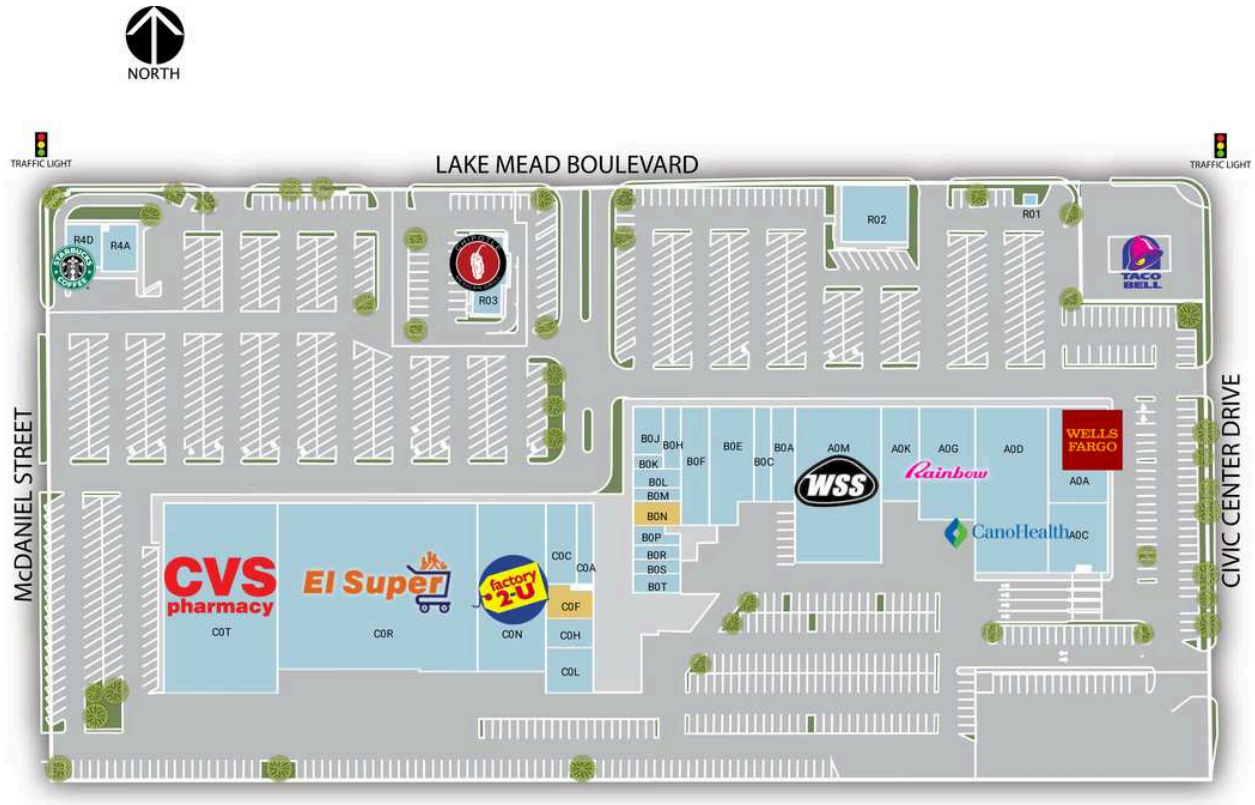 NORTH
TRAFFIC LIGHT
TRAFFIC LIGHT
LAKE MEAD BOULEVARD
R4D
R4A
STARBUCKS
COFFEE
CHIPOTLE
R03
R02
R01
TACO
BELL
McDANIEL STREET
CIVIC CENTER DRIVE
B0J
B0H
B0K
B0L
B0M
B0N
B0P
B0R
B0S
B0T
B0F
B0E
B0C
B0A
A0M
WSS
A0K
A0G
Rainbow
A0D
WELLS
FARGO
A0A
CanoHealth
A0C
CVS
pharmacy
C0T
El Super
C0R
factory
2-U
C0N
C0C
C0A
C0F
C0H
C0L